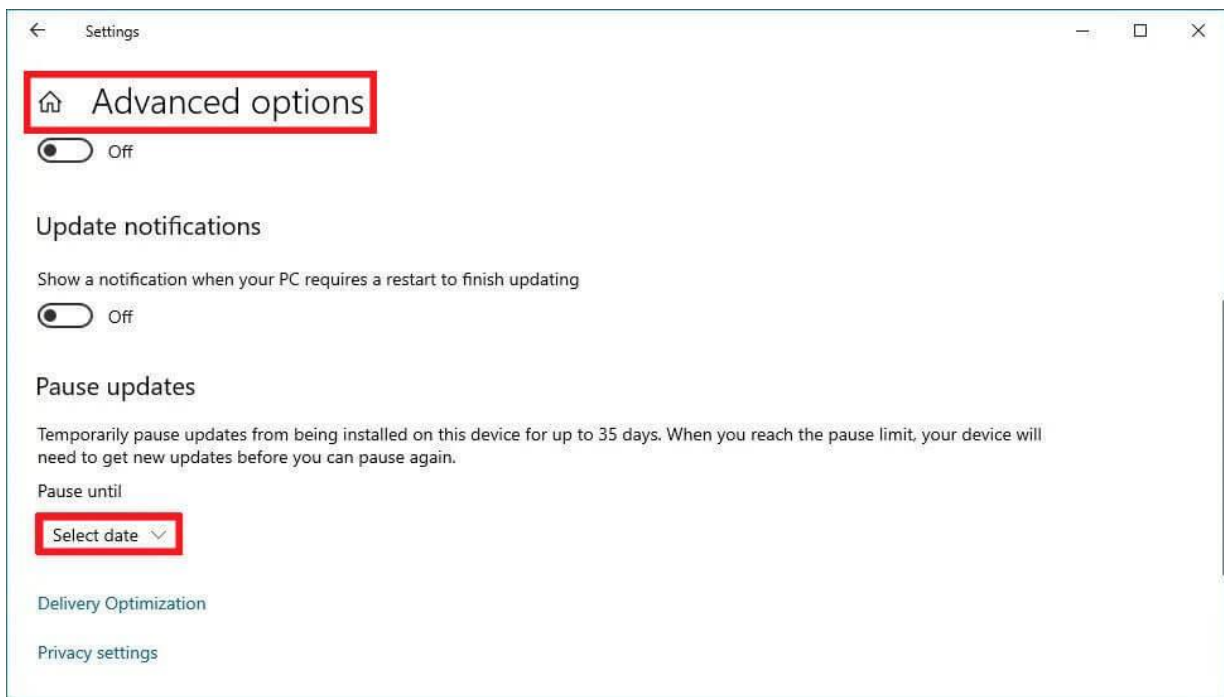 Settings
Advanced options
Off
Update notifications
Show a notification when your PC requires a restart to finish updating
Off
Pause updates
Temporarily pause updates from being installed on this device for up to 35 days. When you reach the pause limit, your device will
need to get new updates before you can pause again.
Pause until
Select date
Delivery Optimization
Privacy settings